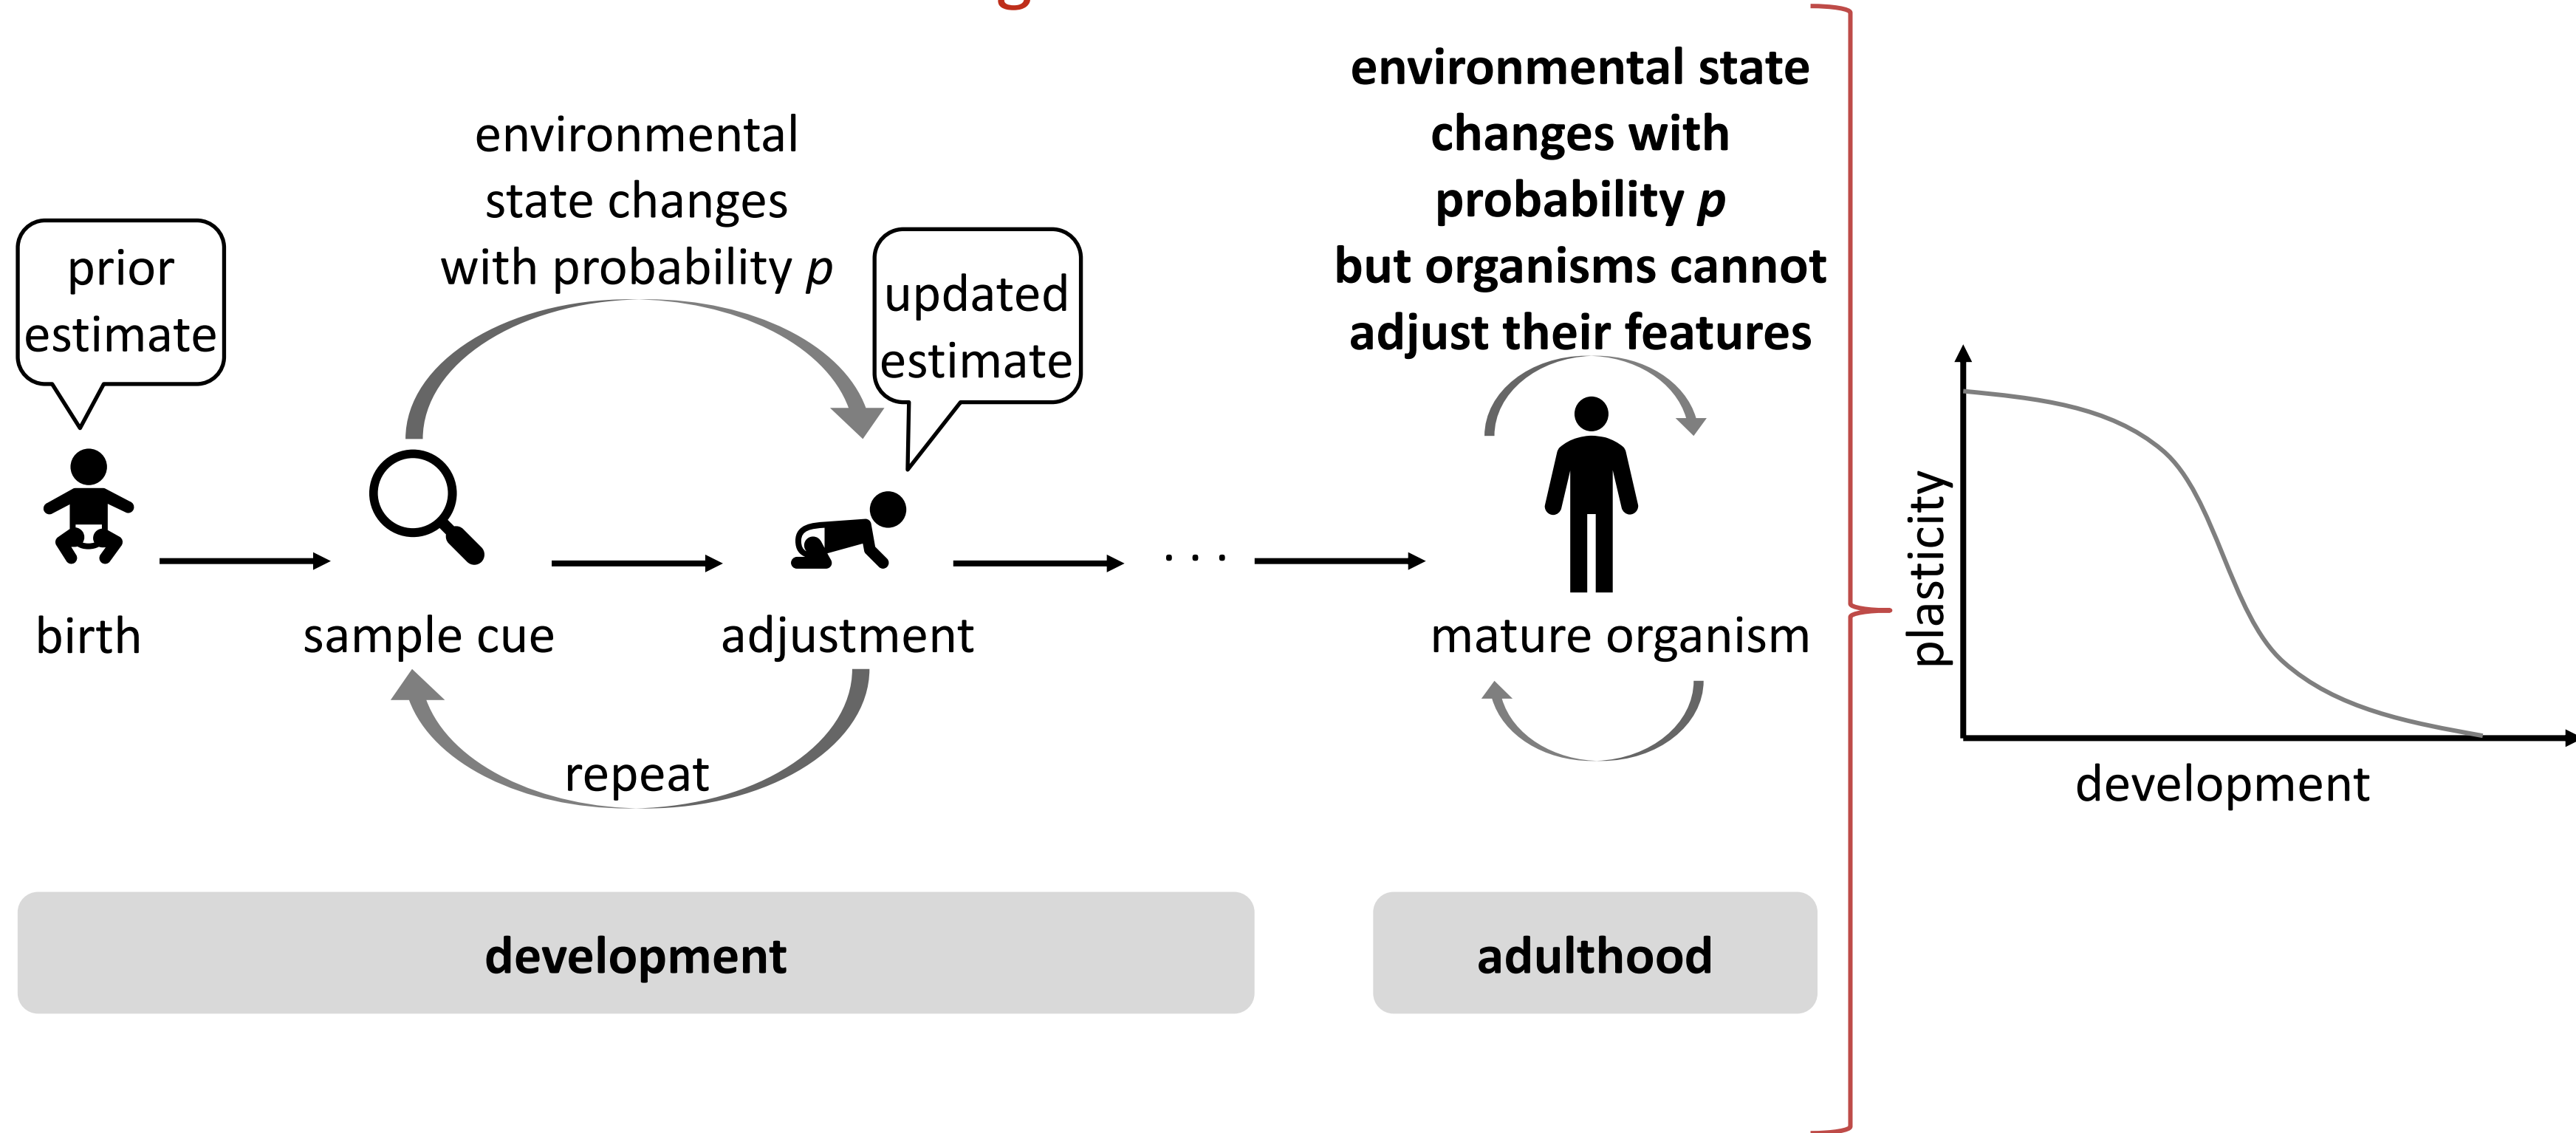 environmental
state changes
with probability p
prior
estimate
updated
estimate
environmental state
changes with
probability p
but organisms cannot
adjust their features
birth
sample cue
adjustment
. . .
mature organism
repeat
development
adulthood
plasticity
development